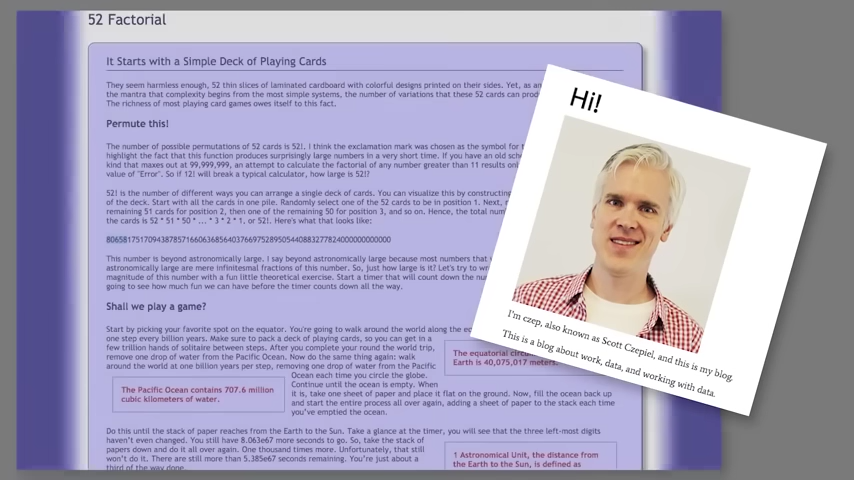 52 Factorial
It Starts with a Simple Deck of Playing Cards
They seem harmless enough, 52 thin slices of laminated cardboard with colorful designs printed on their sides. Yet, as
the mantra that complexity begins from the most simple systems, the number of variations that these 52 cards can
The richness of most playing card games owes itself to this fact.
Permute this!
The number of possible permutations of 52 cards is 52!. I think the exclamation mark was chosen as the symbol for
highlight the fact that this function produces surprisingly large numbers in a very short time. If you have an old
kind that maxes out at 99,999,999, an attempt to calculate the factorial of any number greater than 11 results
value of "Error". So if 12! will break a typical calculator, how large is 52!?
52! is the number of different ways you can arrange a single deck of cards. You can visualize this by constructing
of the deck. Start with all the cards in one pile. Randomly select one of the 52 cards to be in position 1. Next,
remaining 51 cards for position 2, then one of the remaining 50 for position 3, and so on. Hence, the total
the cards is 52 * 51 * 50 * ... * 3 * 2 * 1, or 52!. Here's what that looks like:
80658175170943878571660636856403766975289505440883277824000000000000
This number is beyond astronomically large. I say beyond astronomically large because most numbers that
astronomically large are mere infinitesmal fractions of this number. So, just how large is it? Let's try to
magnitude of this number with a fun little theoretical exercise. Start a timer that will count down the
going to see how much fun we can have before the timer counts down all the way.
Shall we play a game?
Start by picking your favorite spot on the equator. You're going to walk around the world along the
one step every billion years. Make sure to pack a deck of playing cards, so you can get in a
few trillion hands of solitaire between steps. After you complete your round the world trip,
remove one drop of water from the Pacific Ocean. Now do the same thing again: walk
around the world at one billion years per step, removing one drop of water from the Pacific
Ocean each time you circle the globe.
Continue until the ocean is empty. When
it is, take one sheet of paper and place it flat on the ground. Now, fill the ocean back up
and start the entire process all over again, adding a sheet of paper to the stack each time
you've emptied the ocean.
The equatorial
Earth is 40,075,017 meters.
The Pacific Ocean contains 707.6 million
cubic kilometers of water.
Do this until the stack of paper reaches from the Earth to the Sun. Take a glance at the timer, you will see that the three left-most digits
haven't even changed. You still have 8.063e67 more seconds to go. So, take the stack of
papers down and do it all over again. One thousand times more. Unfortunately, that still
won't do it. There are still more than 5.385e67 seconds remaining. You're just about a
third of the way done.
1 Astronomical Unit, the distance from
the Earth to the Sun, is defined as
Hi!
I'm czep, also known as Scott Czepiel, and this is my blog.
This is a blog about work, data, and working with data.